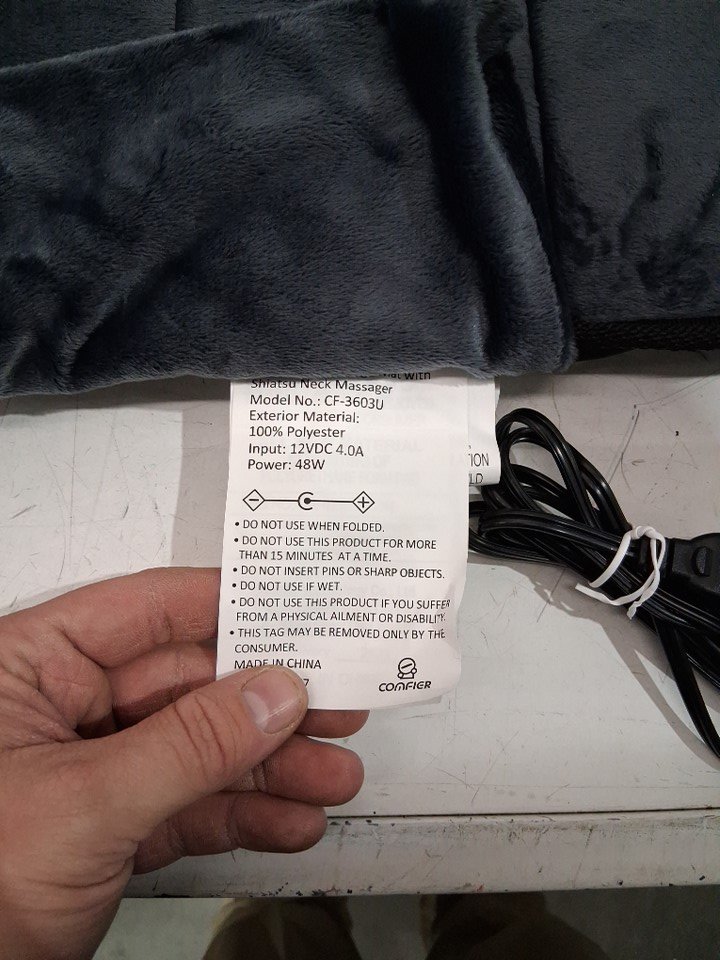 with
Shiatsu Neck Massager
Model No.: CF-3603U
Exterior Material:
100% Polyester
Input: 12VDC 4.0A
Power: 48W
• DO NOT USE WHEN FOLDED.
• DO NOT USE THIS PRODUCT FOR MORE
THAN 15 MINUTES AT A TIME.
• DO NOT INSERT PINS OR SHARP OBJECTS.
• DO NOT USE IF WET.
• DO NOT USE THIS PRODUCT IF YOU SUFFER
FROM A PHYSICAL AILMENT OR DISABILITY.
• THIS TAG MAY BE REMOVED ONLY BY THE
CONSUMER.
MADE IN CHINA
7
COMFIER